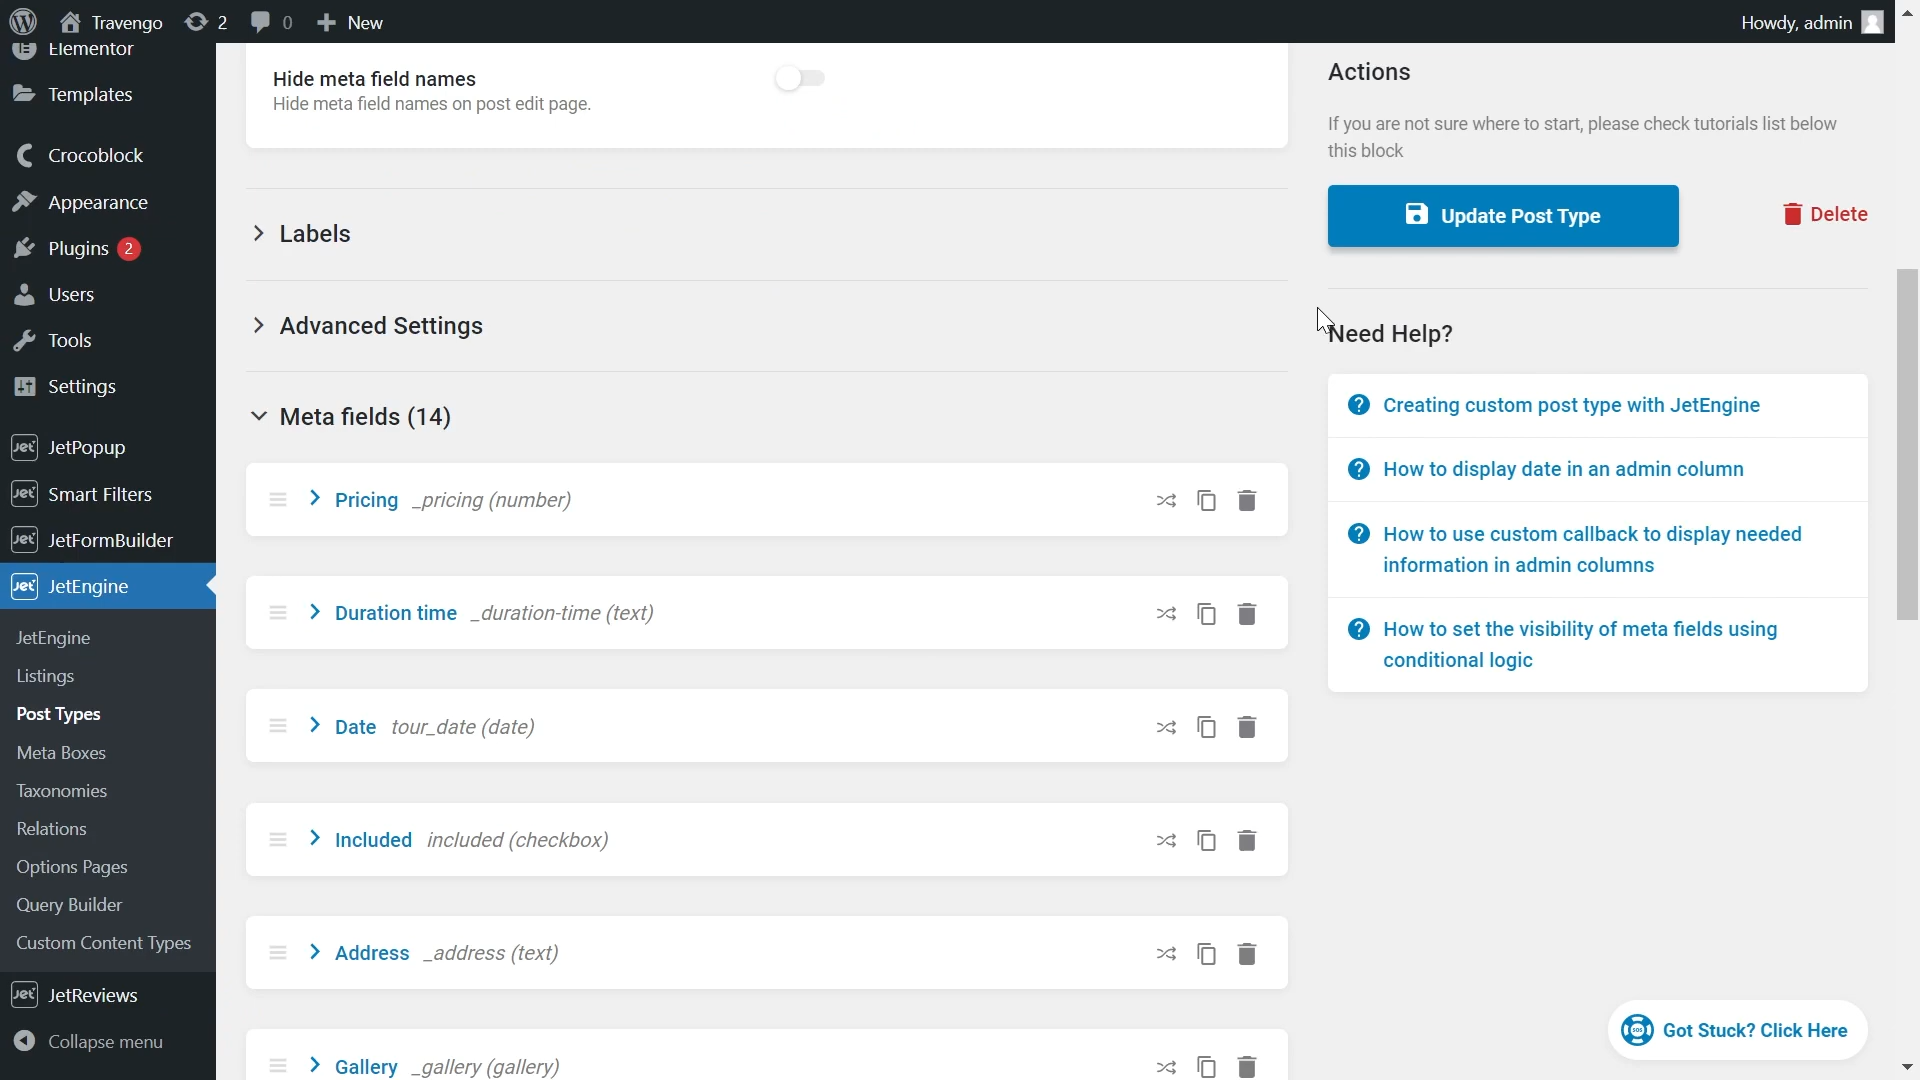 Travengo 2 0 New
Howdy, admin
Elementor
Templates
Crocoblock
Appearance
Plugins 2
Users
Tools
Settings
Jet JetPopup
Jet Smart Filters
Jet JetFormBuilder
Jet JetEngine
JetEngine
Listings
Post Types
Meta Boxes
Taxonomies
Relations
Options Pages
Query Builder
Custom Content Types
Jet JetReviews
Collapse menu
Hide meta field names
Hide meta field names on post edit page.
Labels
Advanced Settings
Meta fields (14)
Pricing _pricing (number)
Duration time _duration-time (text)
Date tour_date (date)
Included included (checkbox)
Address _address (text)
Gallery _gallery (gallery)
Actions
If you are not sure where to start, please check tutorials list below
this block
Update Post Type
Delete
Need Help?
? Creating custom post type with JetEngine
? How to display date in an admin column
? How to use custom callback to display needed
information in admin columns
? How to set the visibility of meta fields using
conditional logic
SOS Got Stuck? Click Here